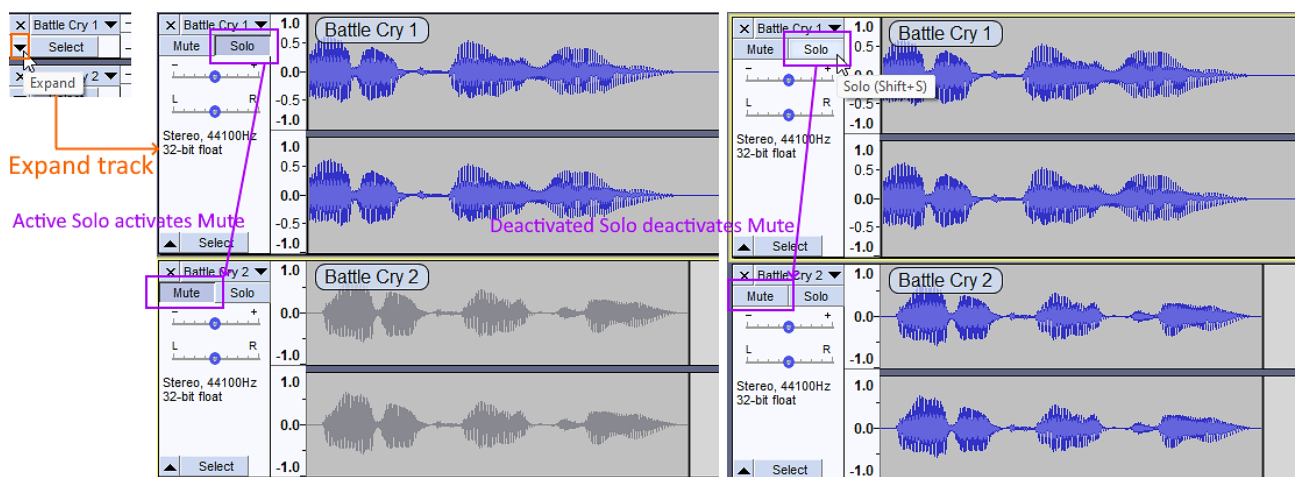 × Battle Cry 1 ▼
Select
× Battle Cry 2 ▼
Expand
Expand track
Active Solo activates Mute
× Battle Cry 1 ▼
Mute Solo
- +
L R
Stereo, 44100Hz
32-bit float
▲ Select
1.0
0.5-
0.0-
-0.5-
-1.0
1.0
0.5-
0.0-
-0.5-
-1.0
Battle Cry 1
× Battle Cry 2 ▼
Mute Solo
- +
L R
Stereo, 44100Hz
32-bit float
▲ Select
1.0
0.0-
-1.0
1.0
0.0-
-1.0
Battle Cry 2
Deactivated Solo deactivates Mute
× Battle Cry 1 ▼
Mute Solo
- +
Solo (Shift+S)
L R
Stereo, 44100Hz
32-bit float
▲ Select
1.0
0.5-
0.0-
-0.5-
-1.0
1.0
0.5-
0.0-
-0.5-
-1.0
Battle Cry 1
× Battle Cry 2 ▼
Mute Solo
- +
L R
Stereo, 44100Hz
32-bit float
▲ Select
1.0
0.0-
-1.0
1.0
0.0-
-1.0
Battle Cry 2